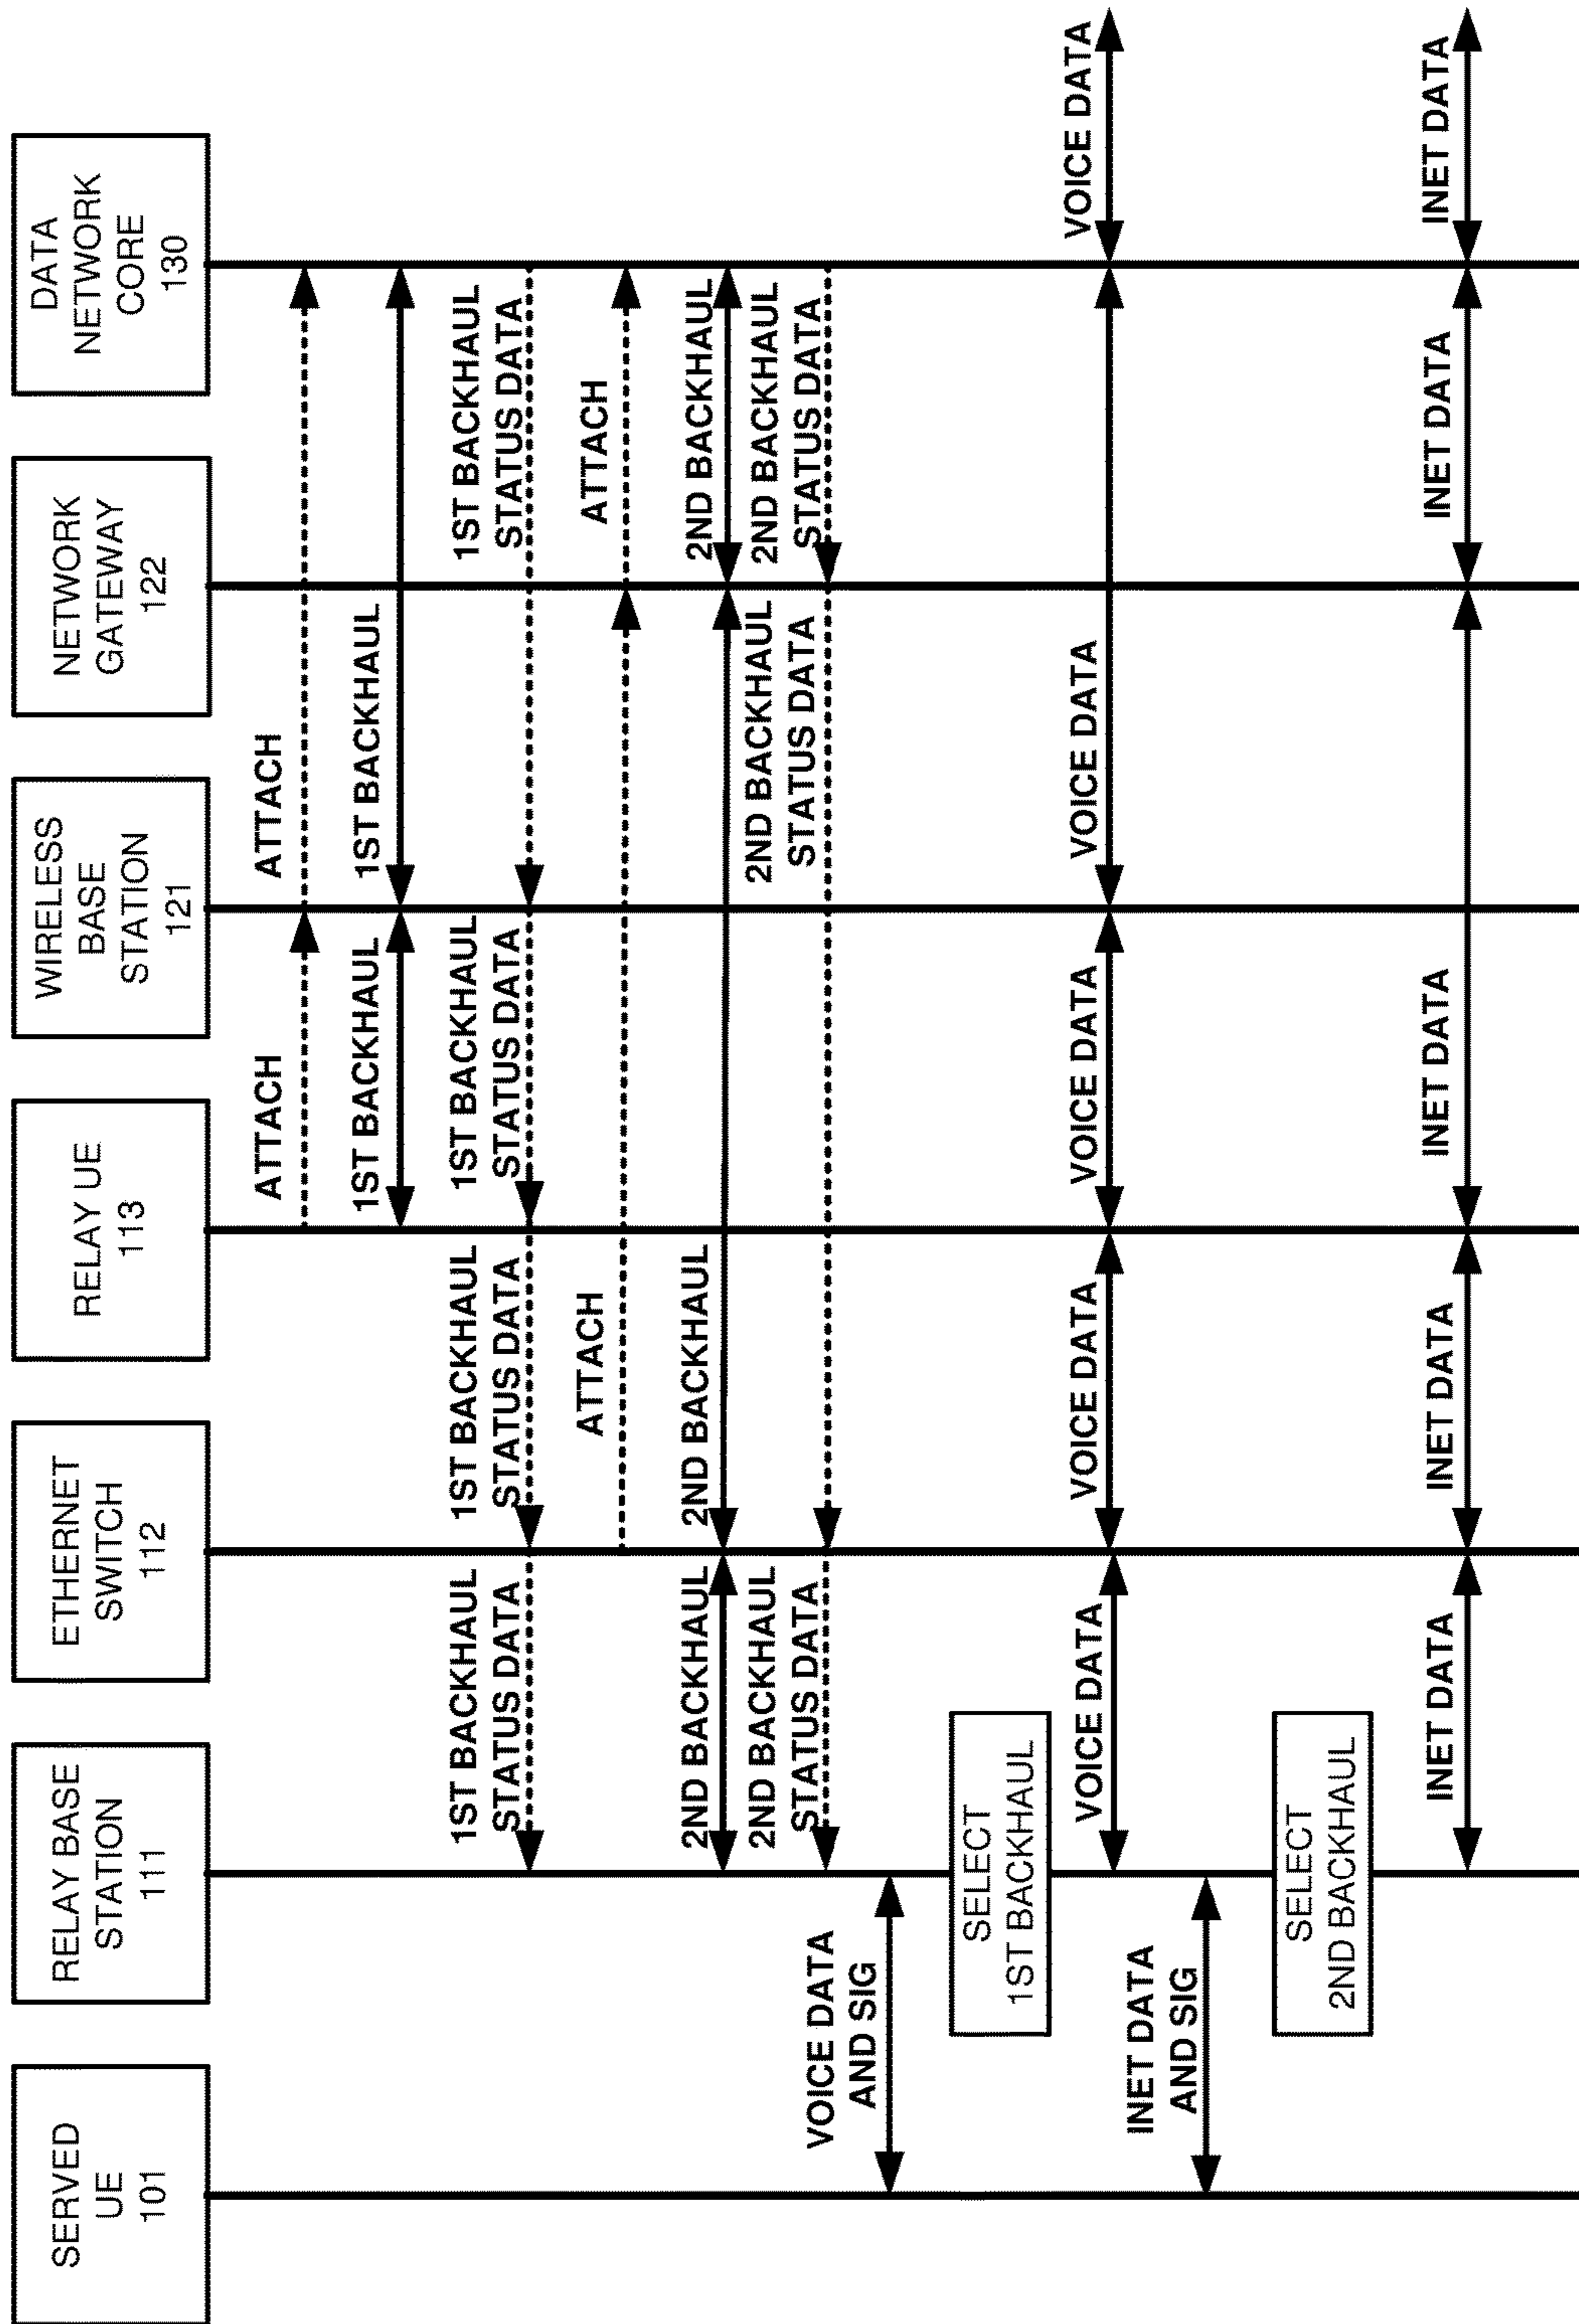 SERVED
UE
101
RELAY BASE
STATION
111
ETHERNET
SWITCH
112
RELAY UE
113
WIRELESS
BASE
STATION
121
NETWORK
GATEWAY
122
DATA
NETWORK
CORE
130
ATTACH
ATTACH
1ST BACKHAUL
1ST BACKHAUL
1ST BACKHAUL
STATUS DATA
1ST BACKHAUL
STATUS DATA
1ST BACKHAUL
STATUS DATA
1ST BACKHAUL
STATUS DATA
ATTACH
ATTACH
2ND BACKHAUL
2ND BACKHAUL
2ND BACKHAUL
2ND BACKHAUL
STATUS DATA
2ND BACKHAUL
STATUS DATA
2ND BACKHAUL
STATUS DATA
VOICE DATA
AND SIG
SELECT
1ST BACKHAUL
VOICE DATA
VOICE DATA
VOICE DATA
VOICE DATA
VOICE DATA
INET DATA
AND SIG
SELECT
2ND BACKHAUL
INET DATA
INET DATA
INET DATA
INET DATA
INET DATA